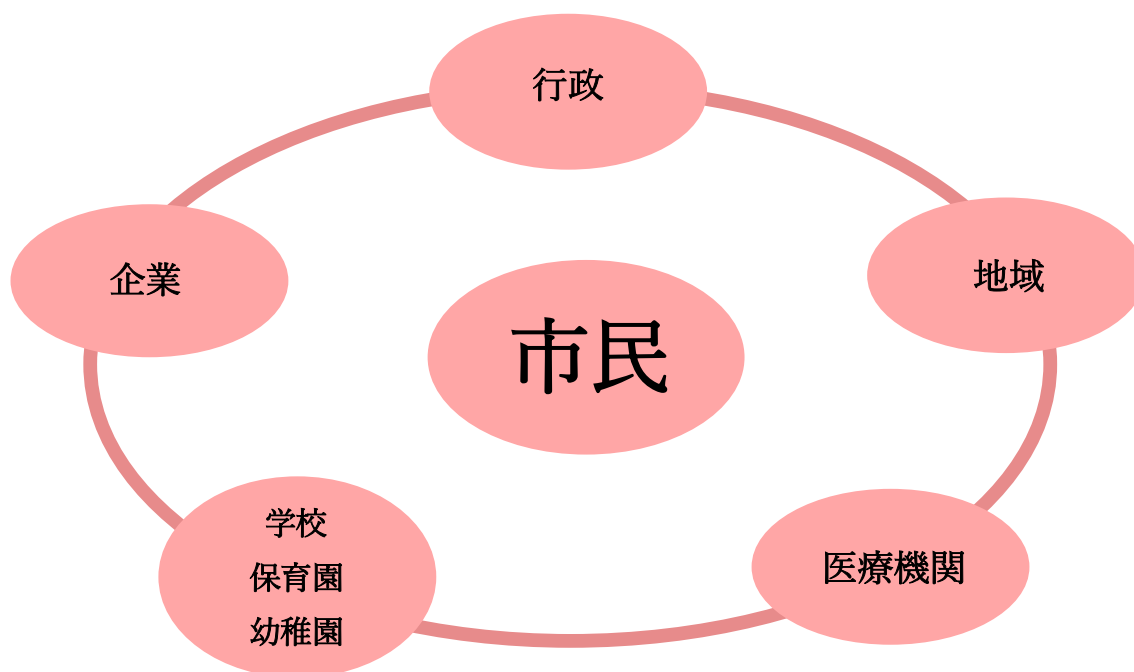 行政
企業
地域
市民
学校
保育園
幼稚園
医療機関